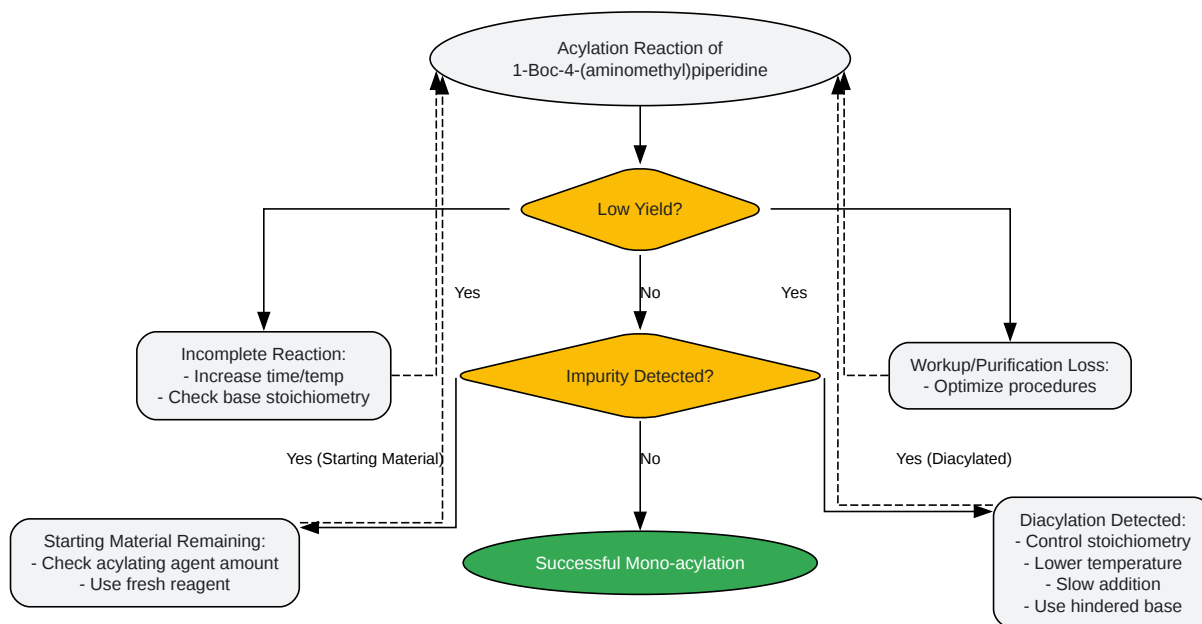 Acylation Reaction of
1-Boc-4-(aminomethyl)piperidine
Low Yield?
Yes
No
Yes
Incomplete Reaction:
- Increase time/temp
- Check base stoichiometry
Impurity Detected?
Workup/Purification Loss:
- Optimize procedures
Yes (Starting Material)
No
Yes (Diacylated)
Starting Material Remaining:
- Check acylating agent amount
- Use fresh reagent
Successful Mono-acylation
Diacylation Detected:
- Control stoichiometry
- Lower temperature
- Slow addition
- Use hindered base